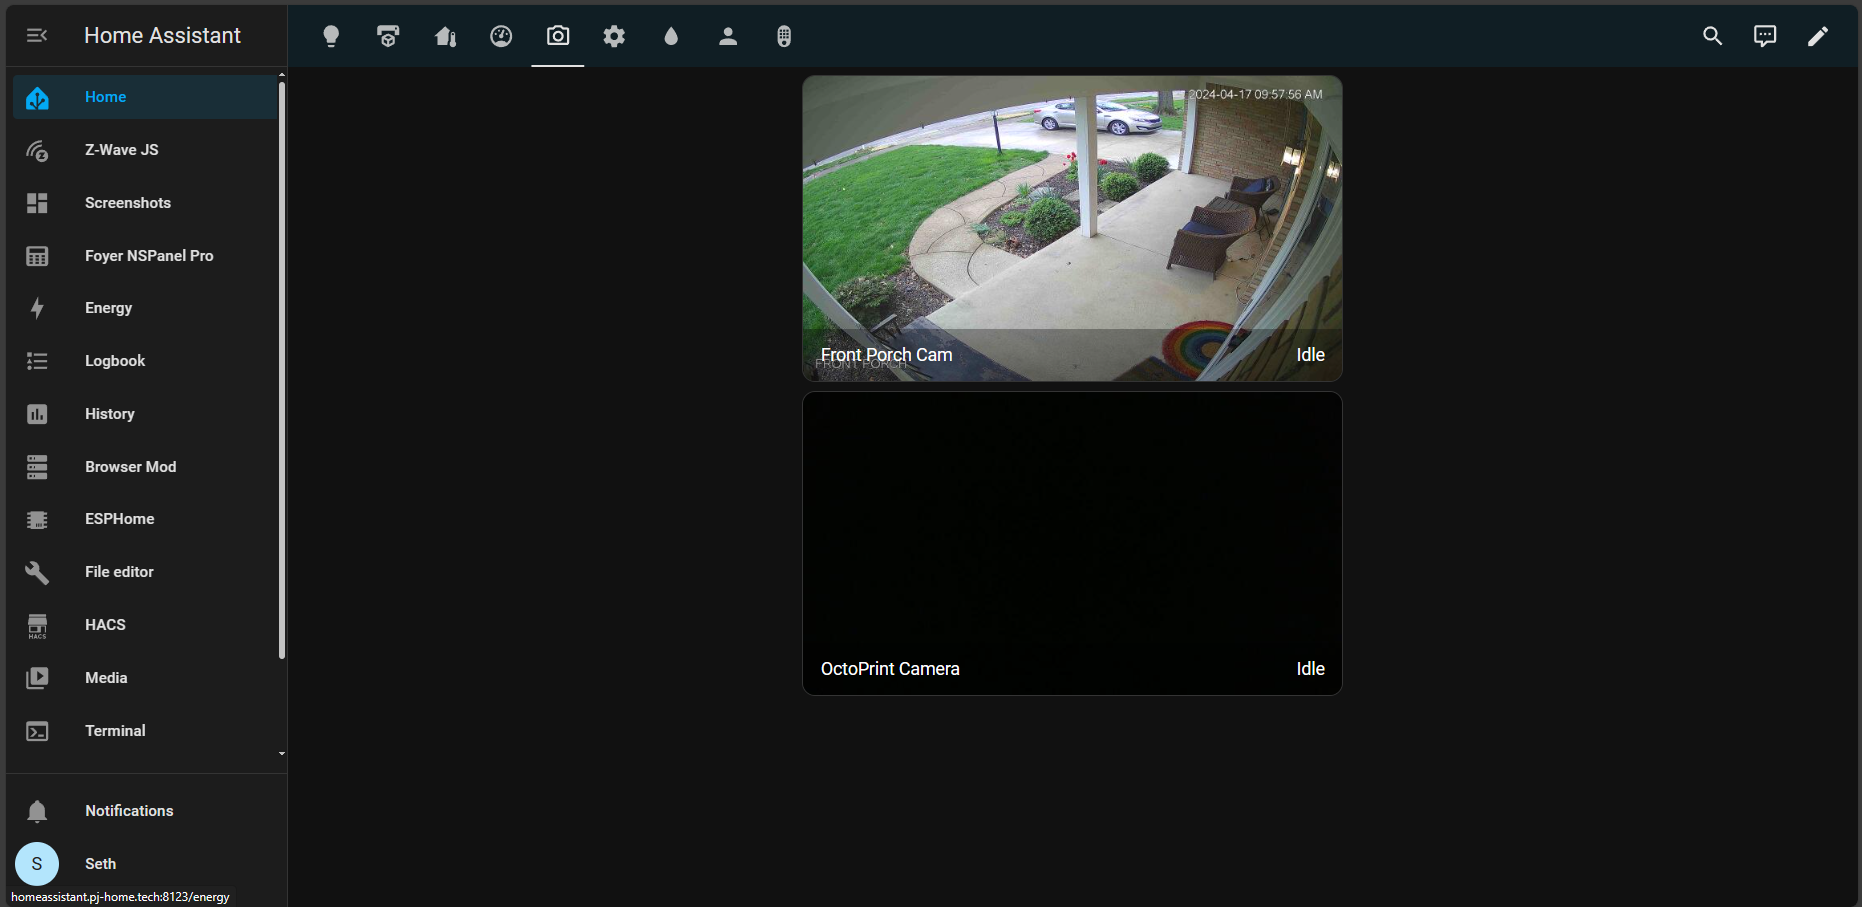 Home Assistant
Home
Z-Wave JS
Screenshots
Foyer NSPanel Pro
Energy
Logbook
History
Browser Mod
ESPHome
File editor
HACS
HACS
Media
Terminal
Notifications
S
Seth
homeassistant.pj-home.tech:8123/energy
2024-04-17 09:57:56 AM
Front Porch Cam
Idle
FRONT PORCH
OctoPrint Camera
Idle